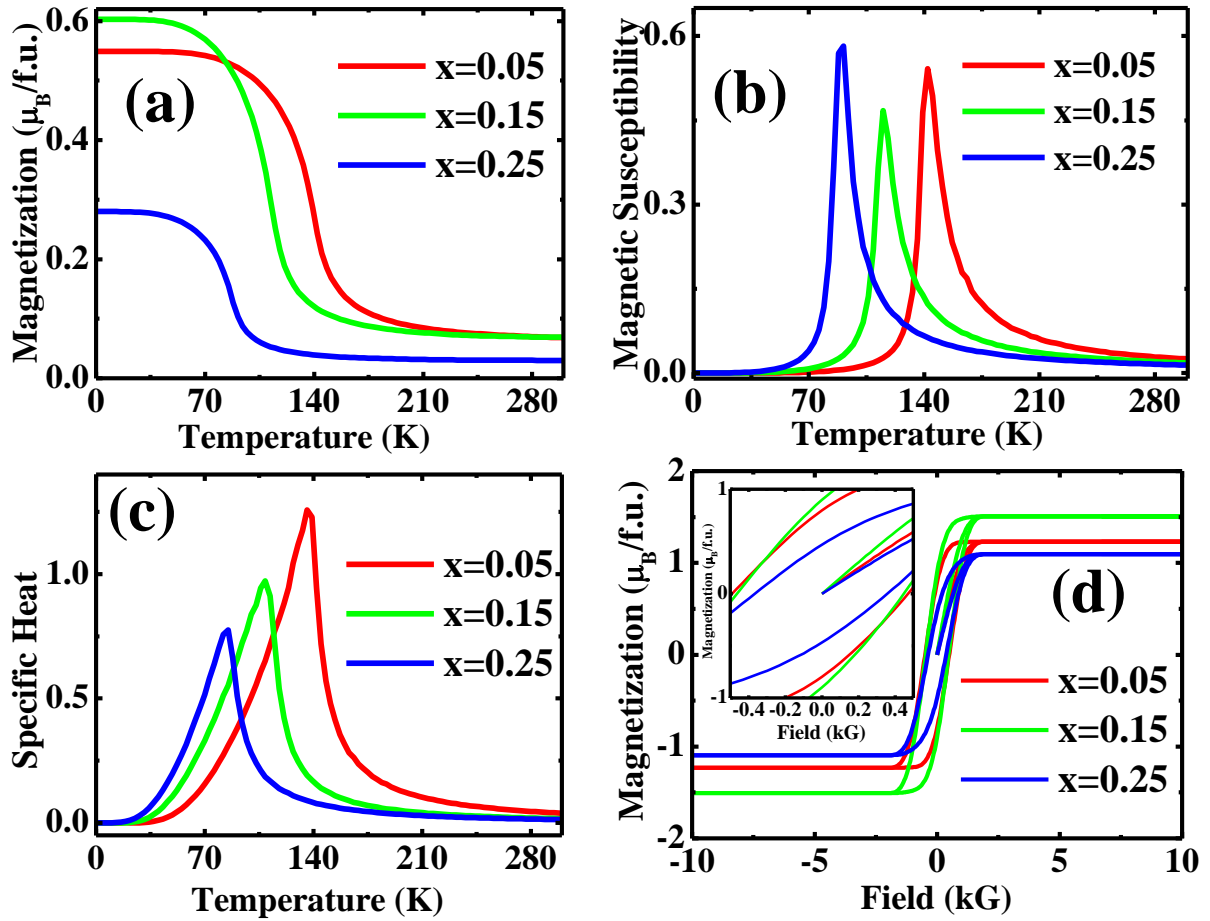 (a)
Magnetization (μB/f.u.)
0.6
0.4
0.2
0.0
x=0.05
x=0.15
x=0.25
0 70 140 210 280
Temperature (K)
(b)
Magnetic Susceptibility
0.6
0.3
0.0
x=0.05
x=0.15
x=0.25
0 70 140 210 280
Temperature (K)
(c)
Specific Heat
1.0
0.5
0.0
x=0.05
x=0.15
x=0.25
0 70 140 210 280
Temperature (K)
(d)
Magnetization (μB/f.u.)
2
1
0
-1
-2
Magnetization (μB/f.u.)
1
0
-1
-0.4 -0.2 0.0 0.2 0.4
Field (kG)
x=0.05
x=0.15
x=0.25
-10 -5 0 5 10
Field (kG)